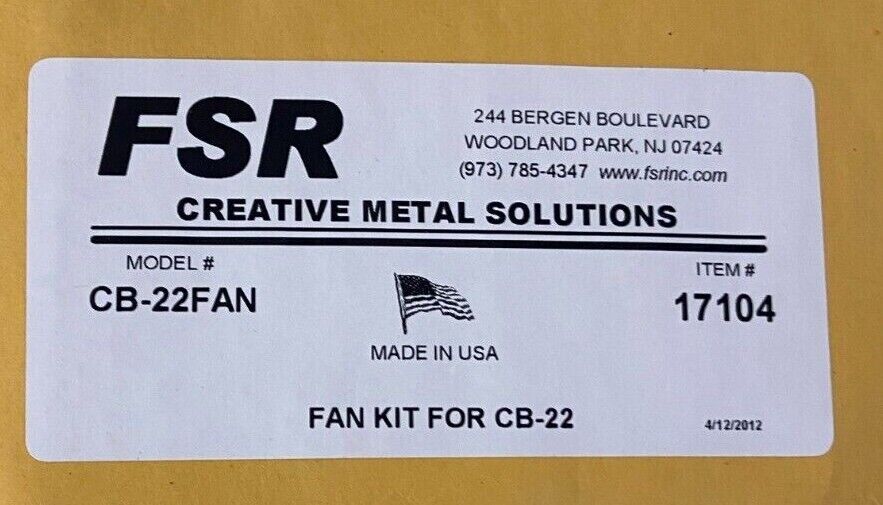 FSR
244 BERGEN BOULEVARD
WOODLAND PARK, NJ 07424
(973) 785-4347 www.fsrinc.com
CREATIVE METAL SOLUTIONS
MODEL #
CB-22FAN
MADE IN USA
ITEM #
17104
FAN KIT FOR CB-22
4/12/2012